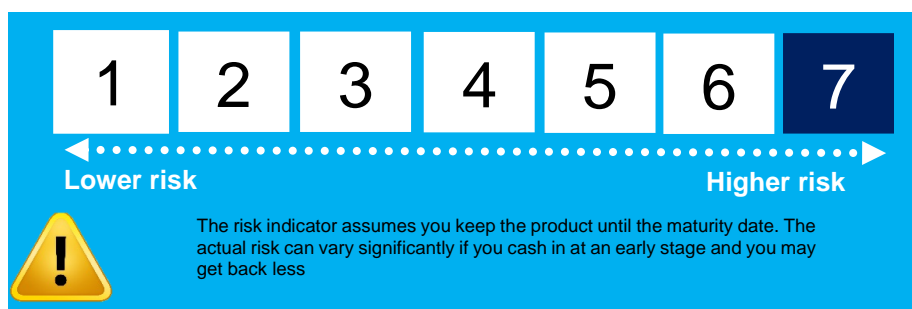 1 2 3 4 5 6 7
Lower risk Higher risk
The risk indicator assumes you keep the product until the maturity date. The
actual risk can vary significantly if you cash in at an early stage and you may
get back less